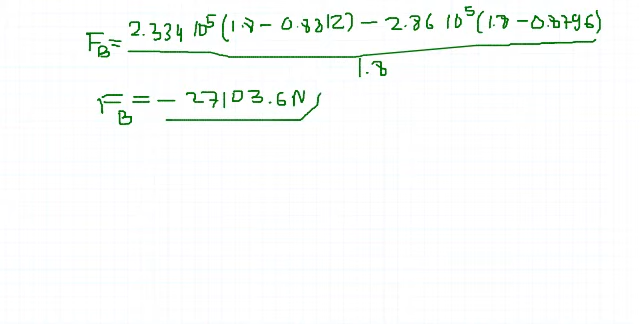 F_B = 2.334 10^5 (1.8 - 0.8812) - 2.86 10^5 (1.8 - 0.8796) / 1.8
F_B = - 27103.6 N